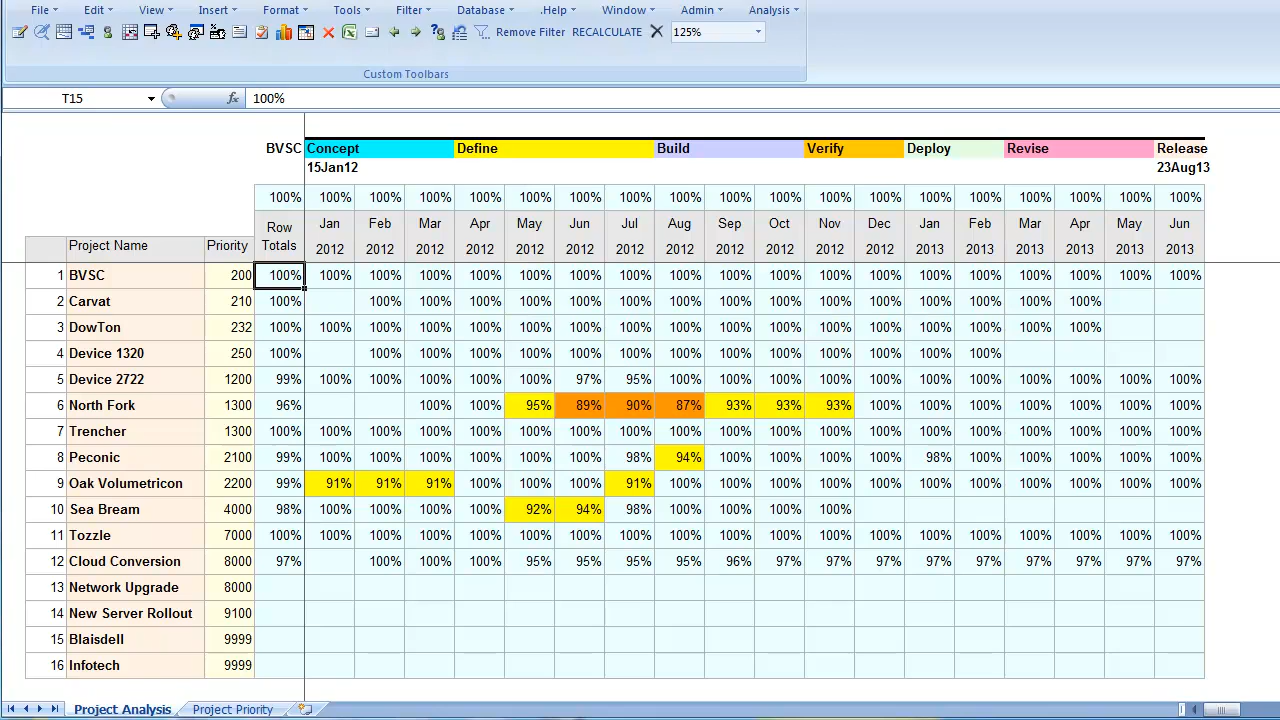 File Edit View Insert Format Tools Filter Database .Help Window Admin Analysis
Remove Filter RECALCULATE 125%
Custom Toolbars
T15 fx 100%
BVSC Concept Define Build Verify Deploy Revise Release
15Jan12 23Aug13
100% 100% 100% 100% 100% 100% 100% 100% 100% 100% 100% 100% 100% 100% 100% 100% 100% 100% 100%
Row Jan Feb Mar Apr May Jun Jul Aug Sep Oct Nov Dec Jan Feb Mar Apr May Jun
Project Name Priority Totals 2012 2012 2012 2012 2012 2012 2012 2012 2012 2012 2012 2012 2013 2013 2013 2013 2013 2013
1 BVSC 200 100% 100% 100% 100% 100% 100% 100% 100% 100% 100% 100% 100% 100% 100% 100% 100% 100% 100% 100%
2 Carvat 210 100% 100% 100% 100% 100% 100% 100% 100% 100% 100% 100% 100% 100% 100% 100% 100%
3 DowTon 232 100% 100% 100% 100% 100% 100% 100% 100% 100% 100% 100% 100% 100% 100% 100% 100% 100%
4 Device 1320 250 100% 100% 100% 100% 100% 100% 100% 100% 100% 100% 100% 100% 100% 100%
5 Device 2722 1200 99% 100% 100% 100% 100% 100% 97% 95% 100% 100% 100% 100% 100% 100% 100% 100% 100% 100% 100%
6 North Fork 1300 96% 100% 100% 95% 89% 90% 87% 93% 93% 93% 100% 100% 100% 100% 100% 100% 100%
7 Trencher 1300 100% 100% 100% 100% 100% 100% 100% 100% 100% 100% 100% 100% 100% 100% 100% 100% 100% 100% 100%
8 Peconic 2100 99% 100% 100% 100% 100% 100% 100% 98% 94% 100% 100% 100% 100% 98% 100% 100% 100% 100% 100%
9 Oak Volumetricon 2200 99% 91% 91% 91% 100% 100% 100% 91% 100% 100% 100% 100% 100% 100% 100% 100% 100% 100% 100%
10 Sea Bream 4000 98% 100% 100% 100% 100% 92% 94% 98% 100% 100% 100% 100%
11 Tozzle 7000 100% 100% 100% 100% 100% 100% 100% 100% 100% 100% 100% 100% 100% 100% 100% 100% 100% 100% 100%
12 Cloud Conversion 8000 97% 100% 100% 100% 95% 95% 95% 95% 96% 97% 97% 97% 97% 97% 97% 97% 97% 97%
13 Network Upgrade 8000
14 New Server Rollout 9100
15 Blaisdell 9999
16 Infotech 9999
Project Analysis Project Priority